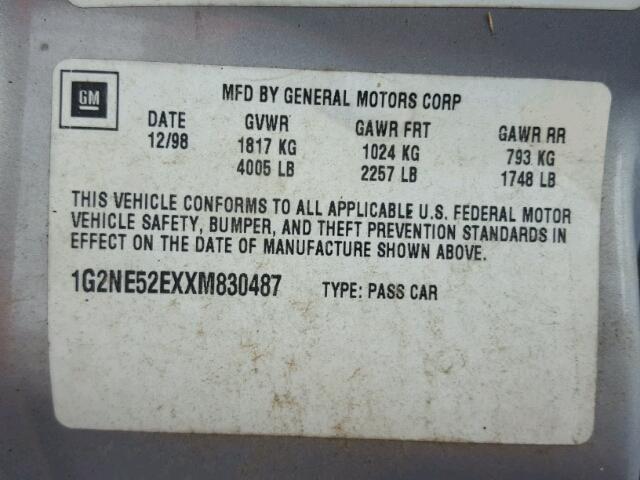 GM
MFD BY GENERAL MOTORS CORP
DATE GVWR GAWR FRT GAWR RR
12/98 1817 KG 1024 KG 793 KG
4005 LB 2257 LB 1748 LB
THIS VEHICLE CONFORMS TO ALL APPLICABLE U.S. FEDERAL MOTOR
VEHICLE SAFETY, BUMPER, AND THEFT PREVENTION STANDARDS IN
EFFECT ON THE DATE OF MANUFACTURE SHOWN ABOVE.
1G2NE52EXXM830487 TYPE: PASS CAR